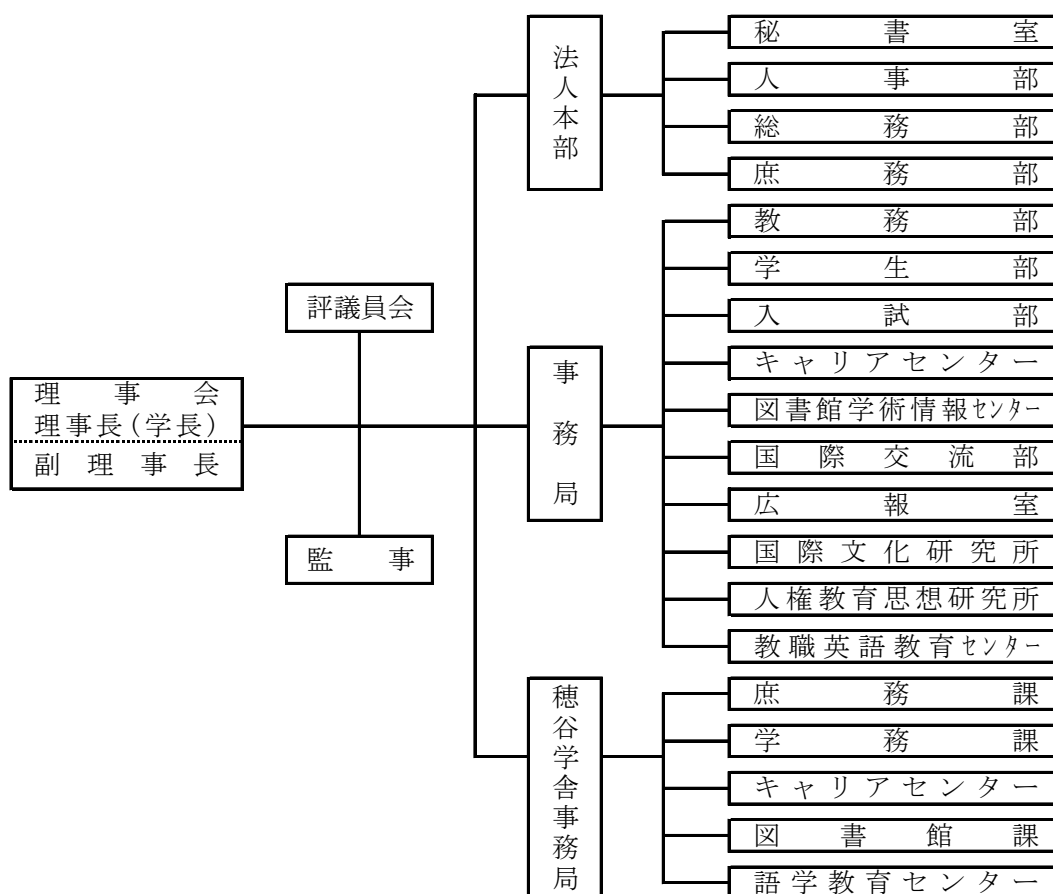 法人本部
秘書室
人事部
総務部
庶務部
評議員会
理事会
理事長(学長)
副理事長
監事
事務局
教務部
学生部
入試部
キャリアセンター
図書館学術情報センター
国際交流部
広報室
国際文化研究所
人権教育思想研究所
教職英語教育センター
穂谷学舎事務局
庶務課
学務課
キャリアセンター
図書館課
語学教育センター